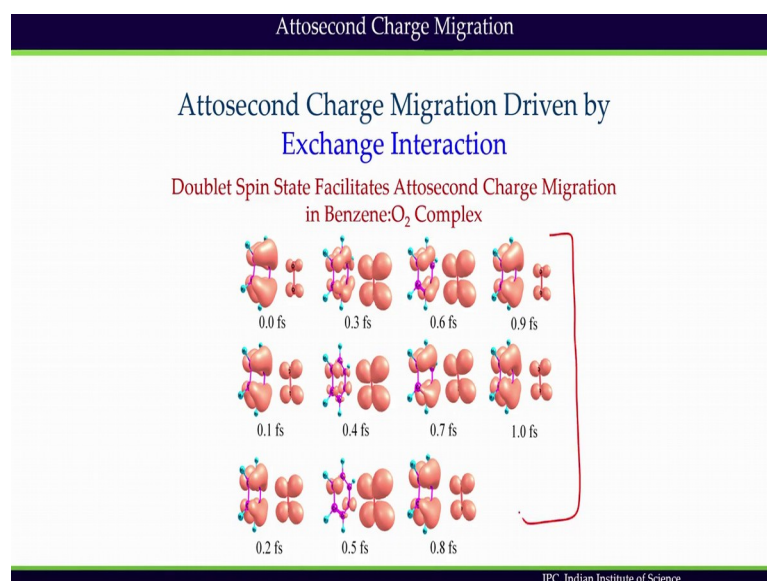 Attosecond Charge Migration
Attosecond Charge Migration Driven by
Exchange Interaction
Doublet Spin State Facilitates Attosecond Charge Migration
in Benzene:O₂ Complex
0.0 fs
0.3 fs
0.6 fs
0.9 fs
0.1 fs
0.4 fs
0.7 fs
1.0 fs
0.2 fs
0.5 fs
0.8 fs
IPC, Indian Institute of Science